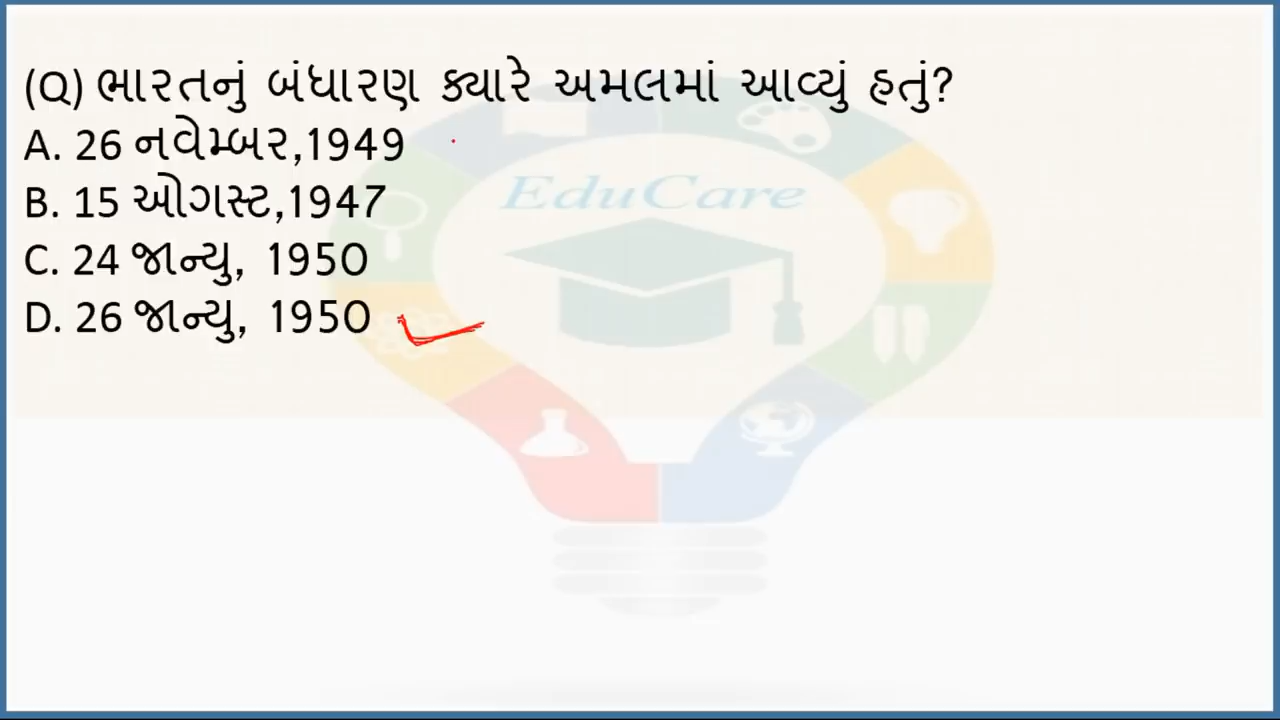 (Q) ભારતનું બંધારણ ક્યારે અમલમાં આવ્યું હતું?
A. 26 નવેમ્બર,1949
B. 15 ઓગસ્ટ,1947
EduCare
C. 24 જાન્યુ, 1950
D. 26 જાન્યુ, 1950